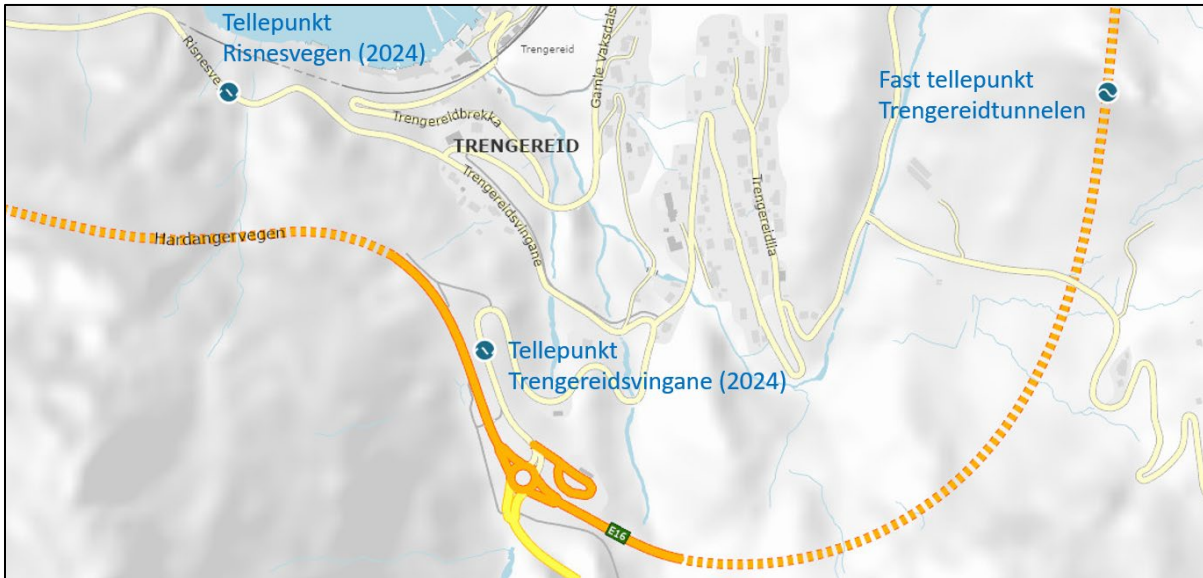 Tellepunkt
Risnesvegen (2024)
Risnesve
Trengereid
Gamle Vaksdals
Fast tellepunkt
Trengereidtunnelen
Trengereidbrekka
TRENGEREID
Trengereidsvingane
Trengereidlia
Hardangervegen
Tellepunkt
Trengereidsvingane (2024)
E16